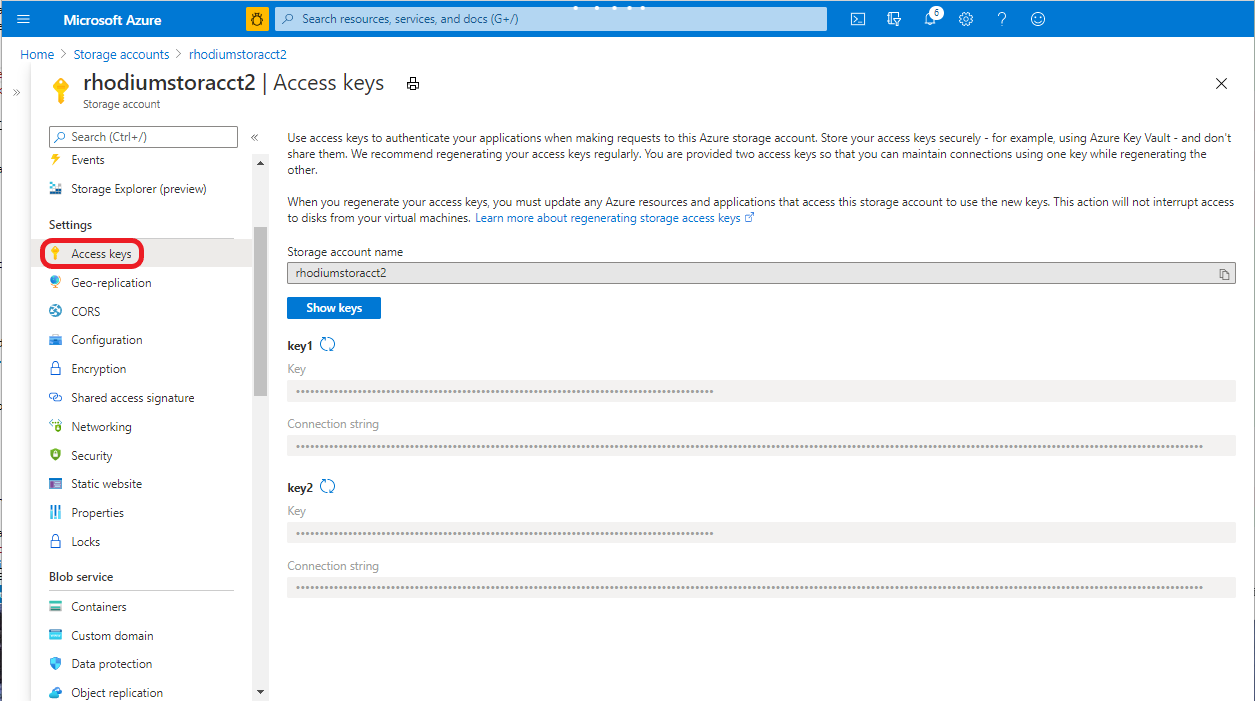 Microsoft Azure
Search resources, services, and docs (G+/)
6
Home > Storage accounts > rhodiumstoracct2
rhodiumstoracct2 | Access keys
Storage account
Search (Ctrl+/)
Events
Storage Explorer (preview)
Settings
Access keys
Geo-replication
CORS
Configuration
Encryption
Shared access signature
Networking
Security
Static website
Properties
Locks
Blob service
Containers
Custom domain
Data protection
Object replication
Use access keys to authenticate your applications when making requests to this Azure storage account. Store your access keys securely - for example, using Azure Key Vault - and don't
share them. We recommend regenerating your access keys regularly. You are provided two access keys so that you can maintain connections using one key while regenerating the
other.
When you regenerate your access keys, you must update any Azure resources and applications that access this storage account to use the new keys. This action will not interrupt access
to disks from your virtual machines. Learn more about regenerating storage access keys
Storage account name
rhodiumstoracct2
Show keys
key1
Key
Connection string
key2
Key
Connection string